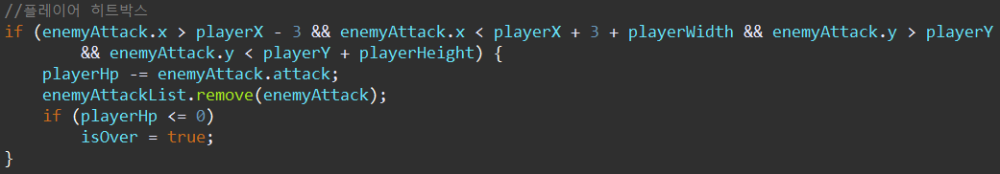 //플레이어 히트박스
if (enemyAttack.x > playerX - 3 && enemyAttack.x < playerX + 3 + playerWidth && enemyAttack.y > playerY
&& enemyAttack.y < playerY + playerHeight) {
playerHp -= enemyAttack.attack;
enemyAttackList.remove(enemyAttack);
if (playerHp <= 0)
isOver = true;
}